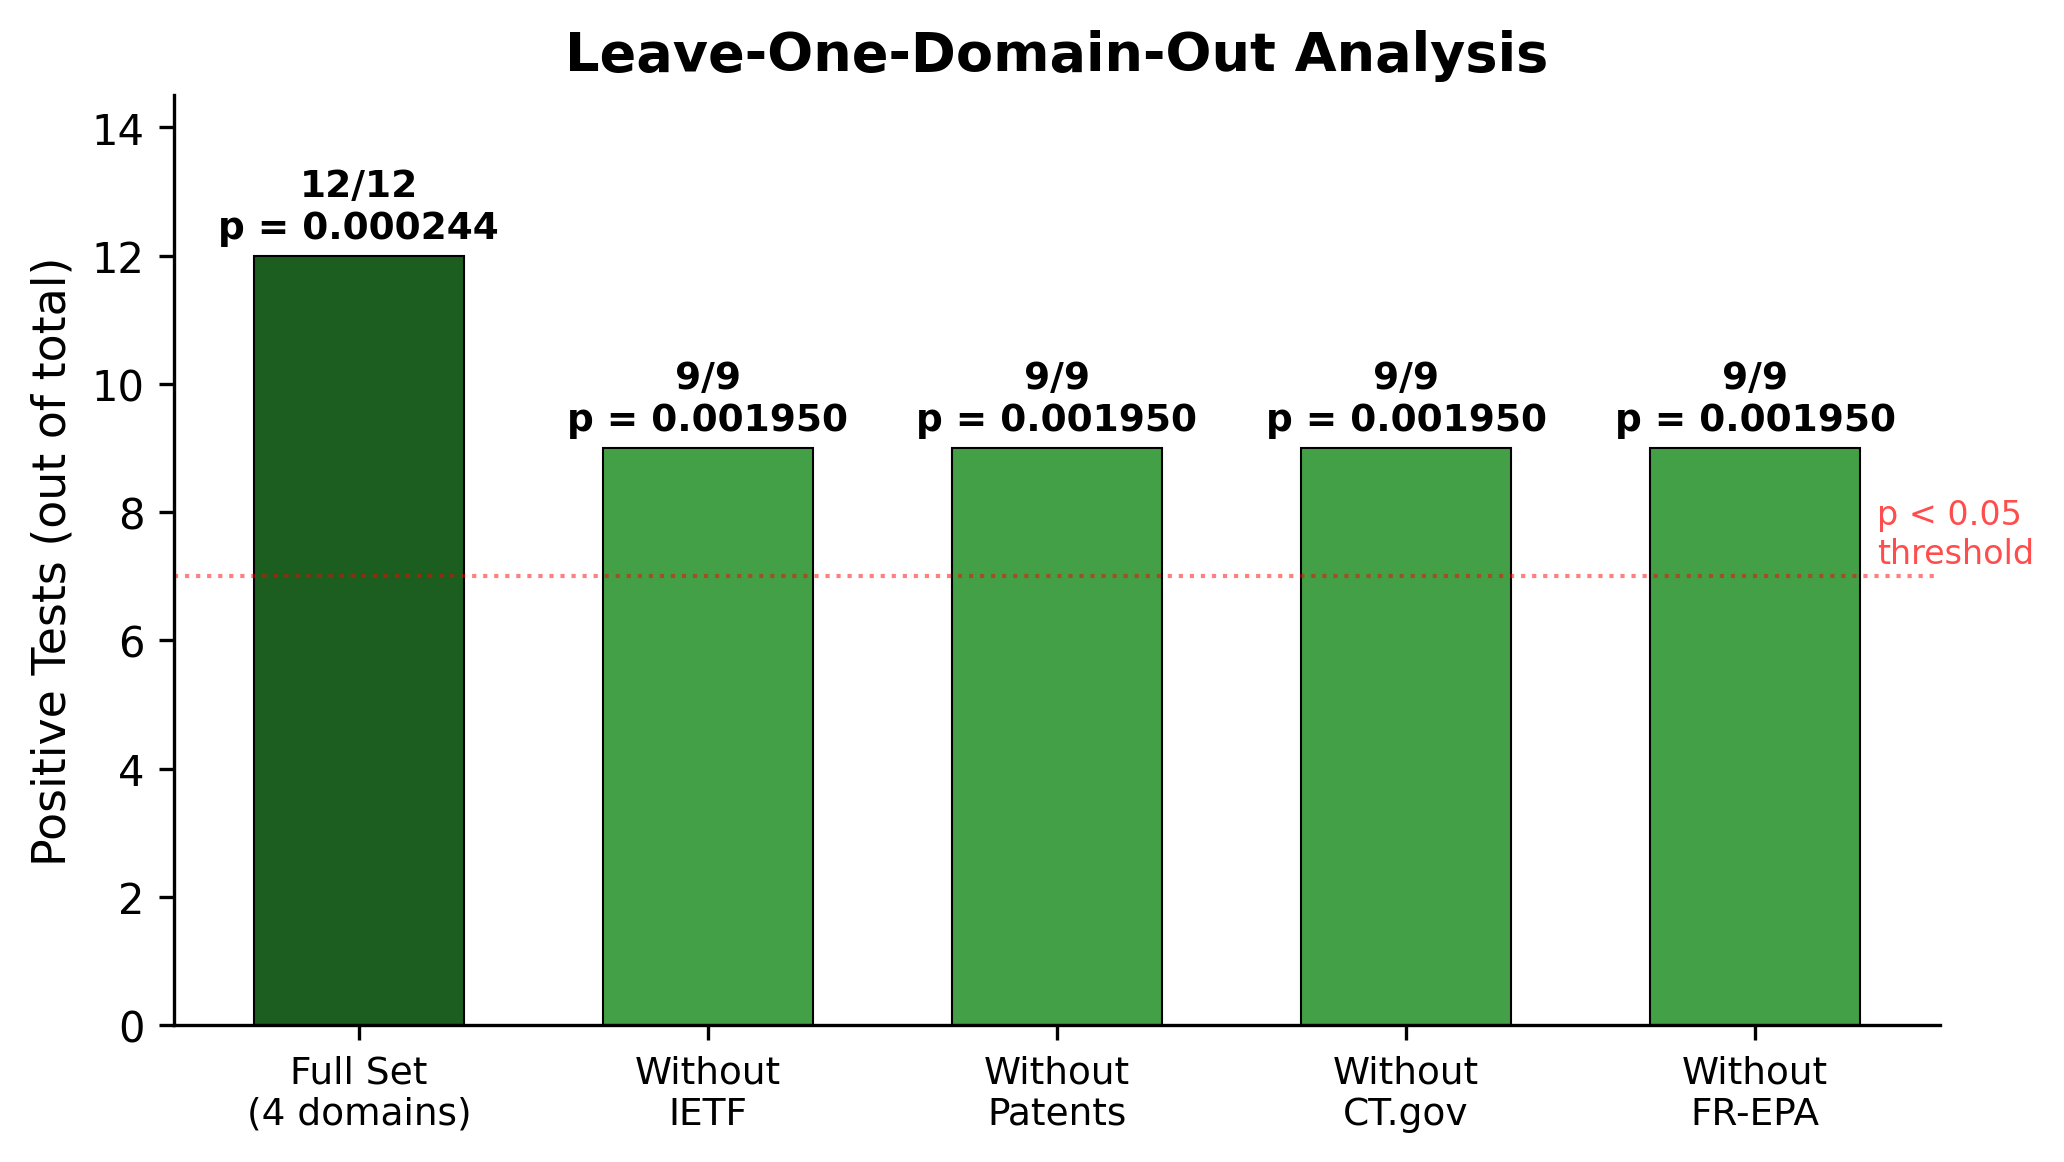 Leave-One-Domain-Out Analysis
Positive Tests (out of total)
14
12
10
8
6
4
2
0
12/12
p = 0.000244
9/9
p = 0.001950
9/9
p = 0.001950
9/9
p = 0.001950
9/9
p = 0.001950
p < 0.05
threshold
Full Set
(4 domains)
Without
IETF
Without
Patents
Without
CT.gov
Without
FR-EPA